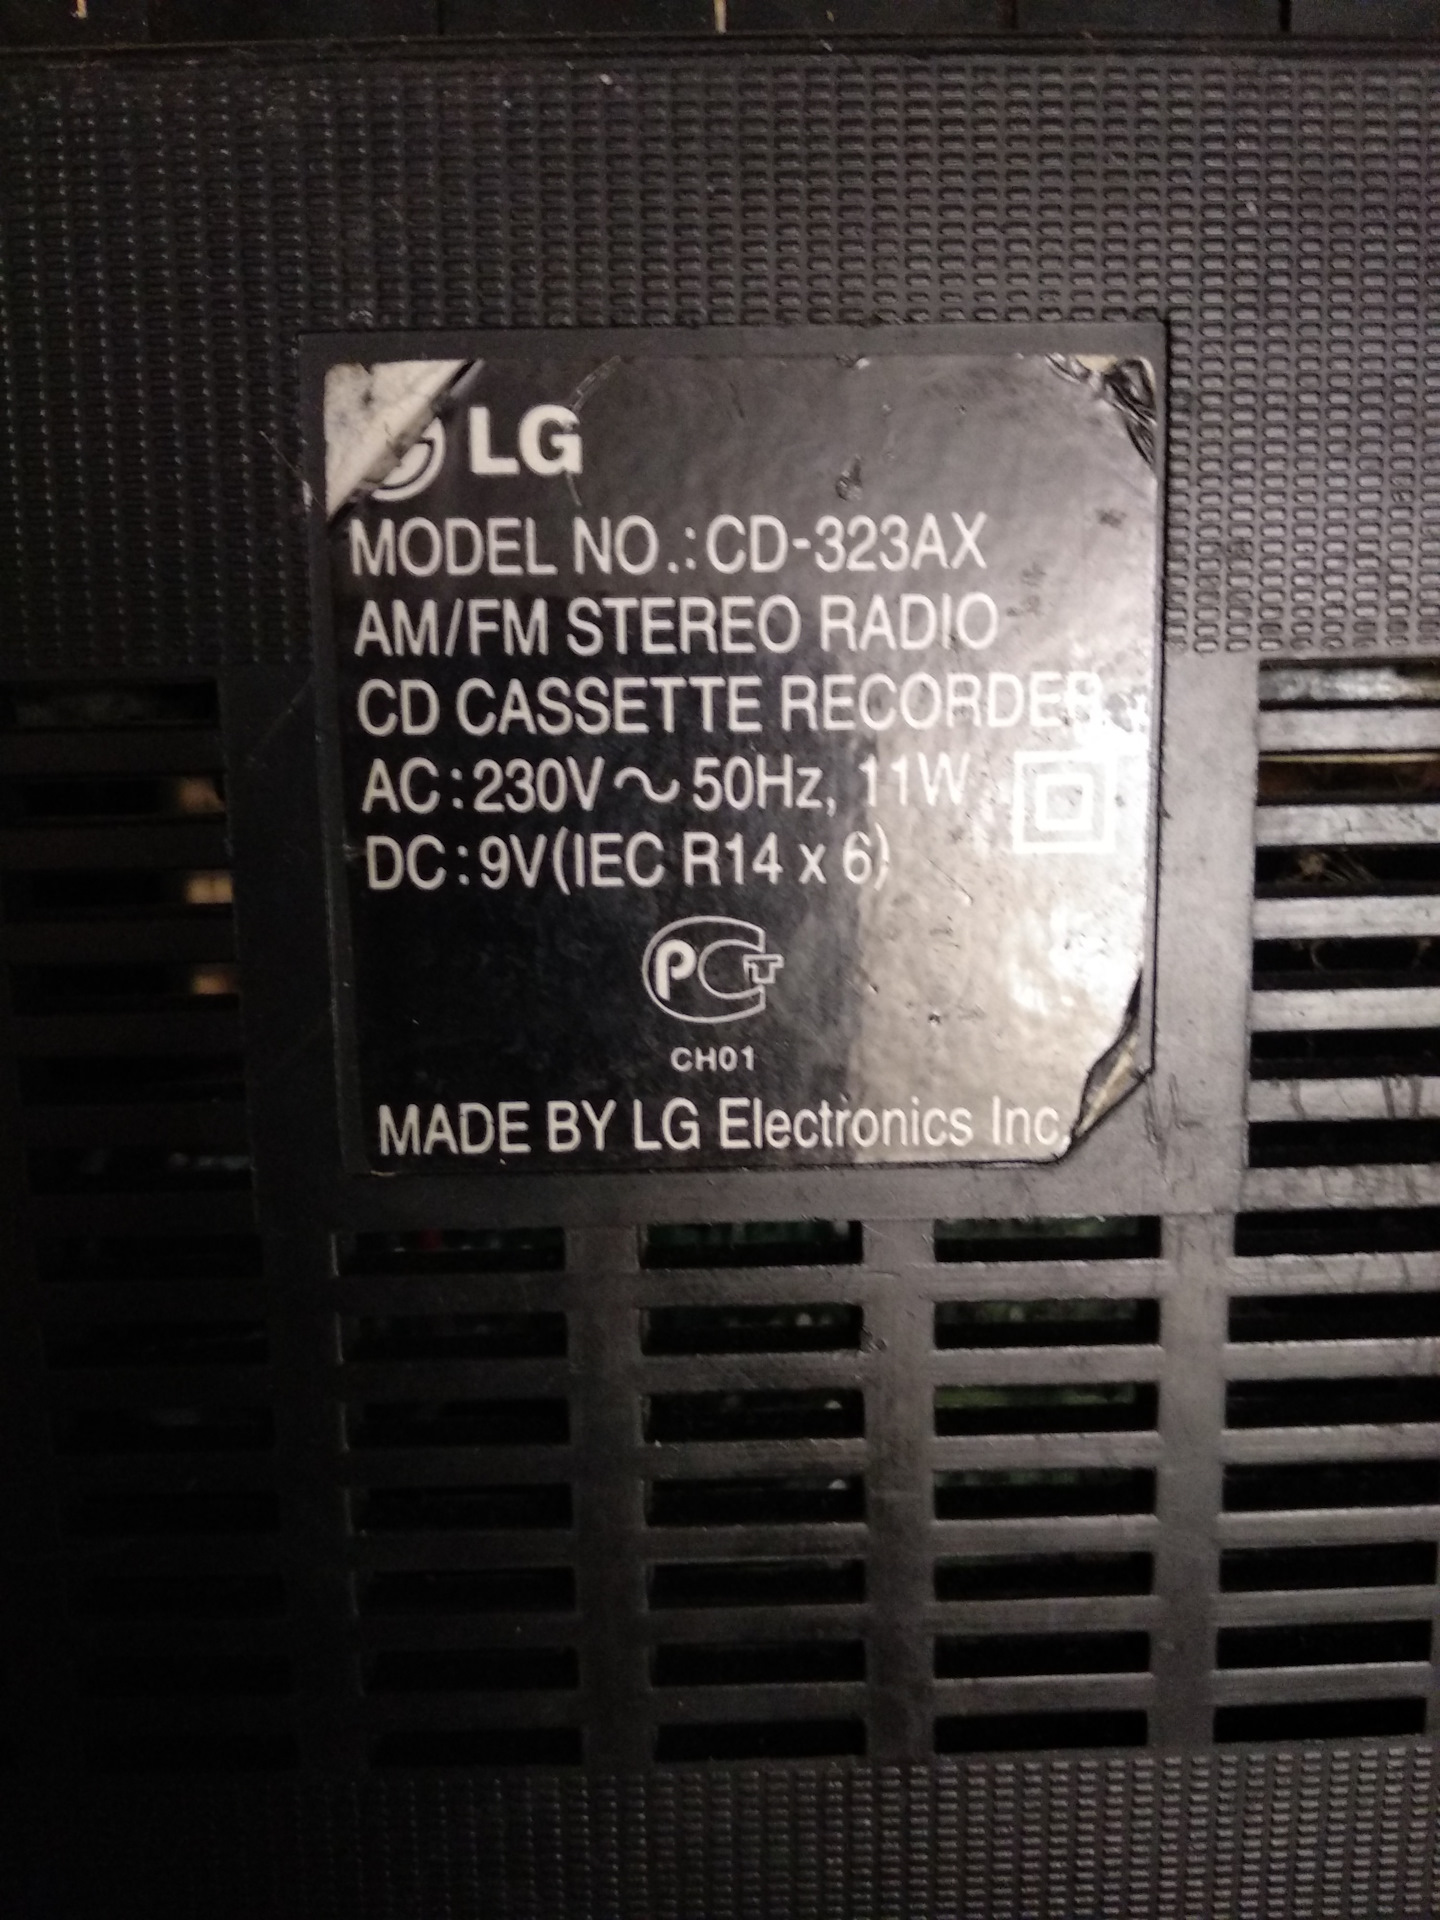 LG
MODEL NO.:CD-323AX
AM/FM STEREO RADIO
CD CASSETTE RECORDER
AC:230V~50Hz, 11W
DC:9V(IEC R14 x 6)
РСТ
CH01
MADE BY LG Electronics Inc.